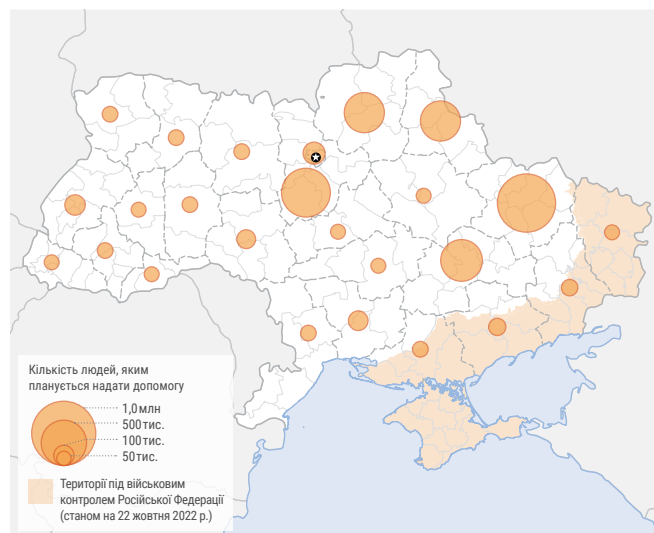 Кількість людей, яким
планується надати допомогу
1,0 млн
500 тис.
100 тис.
50 тис.
Території під військовим
контролем Російської Федерації
(станом на 22 жовтня 2022 р.)